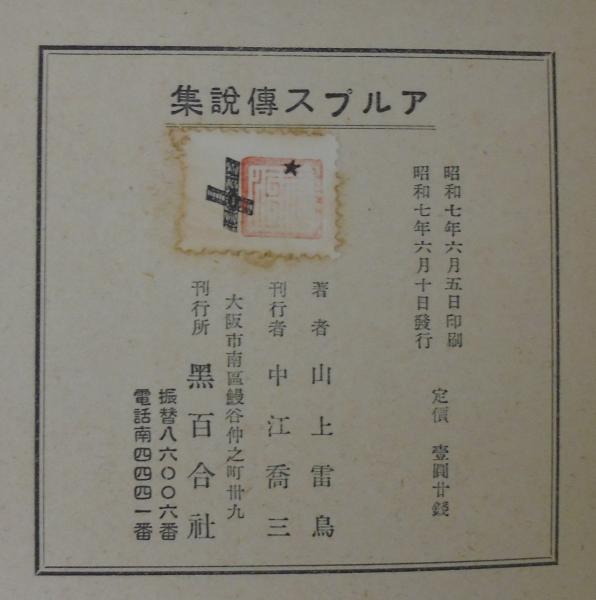 アルプス傳說集
昭和七年六月五日印刷
昭和七年六月十日發行
定價 壹圓廿錢
著者 山上雷鳥
刊行者 中江喬三
大阪市南區鰻谷仲之町卅九
刊行所 黑百合社
振替八六〇〇六番
電話南四四四一番